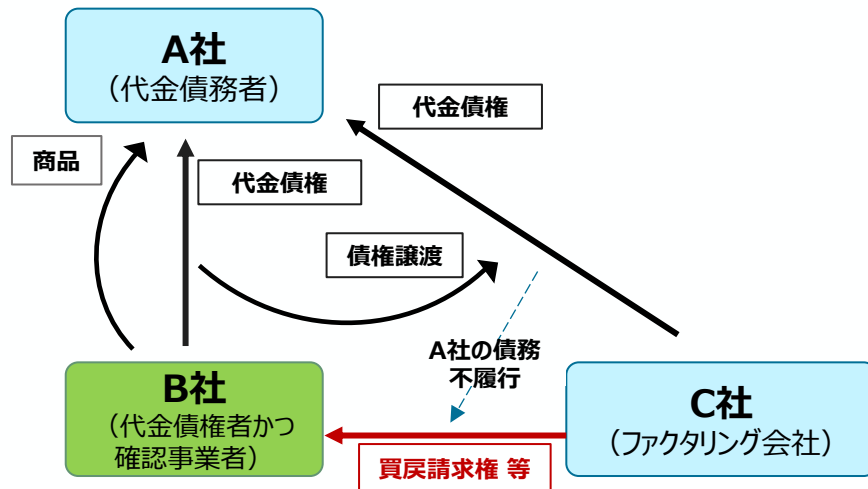 A社
（代金債務者）
代金債権
商品
代金債権
債権譲渡
A社の債務
不履行
B社
（代金債権者かつ
確認事業者）
C社
（ファクタリング会社）
買戻請求権 等